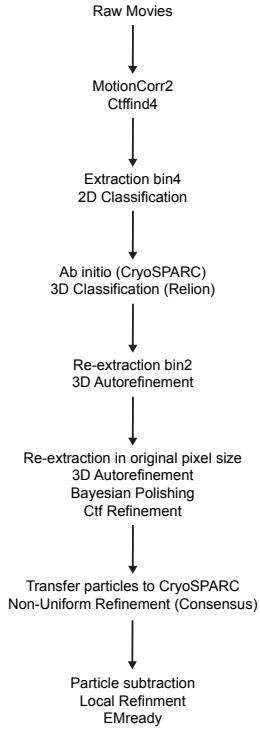 Raw Movies
MotionCorr2
Ctffind4
Extraction bin4
2D Classification
Ab initio (CryoSPARC)
3D Classification (Relion)
Re-extraction bin2
3D Autorefinement
Re-extraction in original pixel size
3D Autorefinement
Bayesian Polishing
Ctf Refinement
Transfer particles to CryoSPARC
Non-Uniform Refinement (Consensus)
Particle subtraction
Local Refinment
EMready